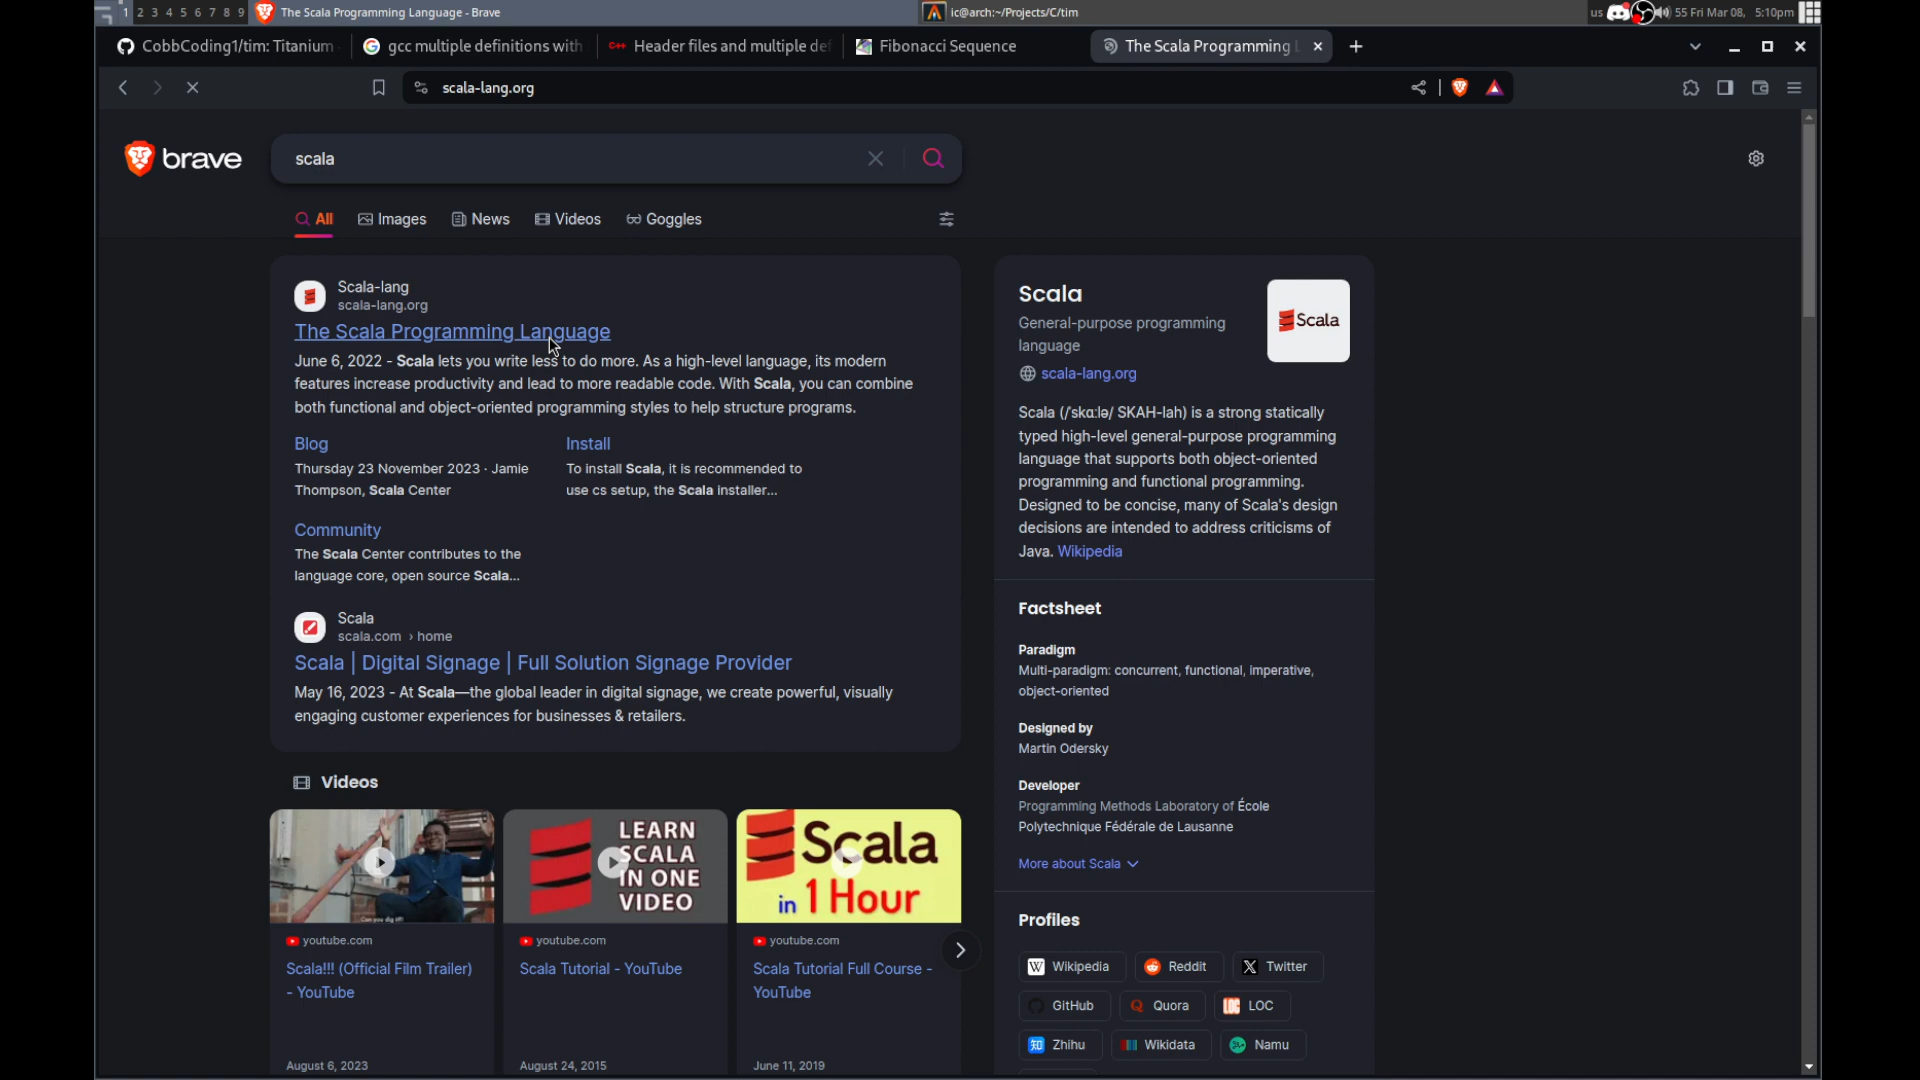 1 2 3 4 5 6 7 8 9 The Scala Programming Language - Brave ic@arch:~/Projects/C/tim us 55 Fri Mar 08, 5:10pm
CobbCoding1/tim: Titanium gcc multiple definitions with C++ Header files and multiple def Fibonacci Sequence The Scala Programming L
scala-lang.org
brave scala
All Images News Videos Goggles
Scala-lang
scala-lang.org
The Scala Programming Language
June 6, 2022 - Scala lets you write less to do more. As a high-level language, its modern
features increase productivity and lead to more readable code. With Scala, you can combine
both functional and object-oriented programming styles to help structure programs.
Blog
Thursday 23 November 2023 · Jamie
Thompson, Scala Center
Install
To install Scala, it is recommended to
use cs setup, the Scala installer...
Community
The Scala Center contributes to the
language core, open source Scala...
Scala
scala.com › home
Scala | Digital Signage | Full Solution Signage Provider
May 16, 2023 - At Scala—the global leader in digital signage, we create powerful, visually
engaging customer experiences for businesses & retailers.
Videos
Can you dig it?
youtube.com
Scala!!! (Official Film Trailer)
- YouTube
August 6, 2023
LEARN
SCALA
IN ONE
VIDEO
youtube.com
Scala Tutorial - YouTube
August 24, 2015
Scala
in 1 Hour
youtube.com
Scala Tutorial Full Course -
YouTube
June 11, 2019
Scala
General-purpose programming
language
scala-lang.org
Scala
Scala (/ˈskɑːlə/ SKAH-lah) is a strong statically
typed high-level general-purpose programming
language that supports both object-oriented
programming and functional programming.
Designed to be concise, many of Scala's design
decisions are intended to address criticisms of
Java. Wikipedia
Factsheet
Paradigm
Multi-paradigm: concurrent, functional, imperative,
object-oriented
Designed by
Martin Odersky
Developer
Programming Methods Laboratory of École
Polytechnique Fédérale de Lausanne
More about Scala
Profiles
W Wikipedia Reddit X Twitter
GitHub Q Quora LOC
知 Zhihu Wikidata Namu